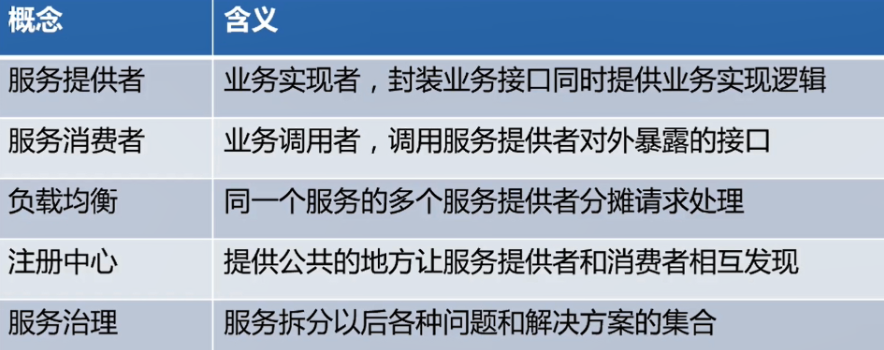 概念 含义
服务提供者 业务实现者，封装业务接口同时提供业务实现逻辑
服务消费者 业务调用者，调用服务提供者对外暴露的接口
负载均衡 同一个服务的多个服务提供者分摊请求处理
注册中心 提供公共的地方让服务提供者和消费者相互发现
服务治理 服务拆分以后各种问题和解决方案的集合